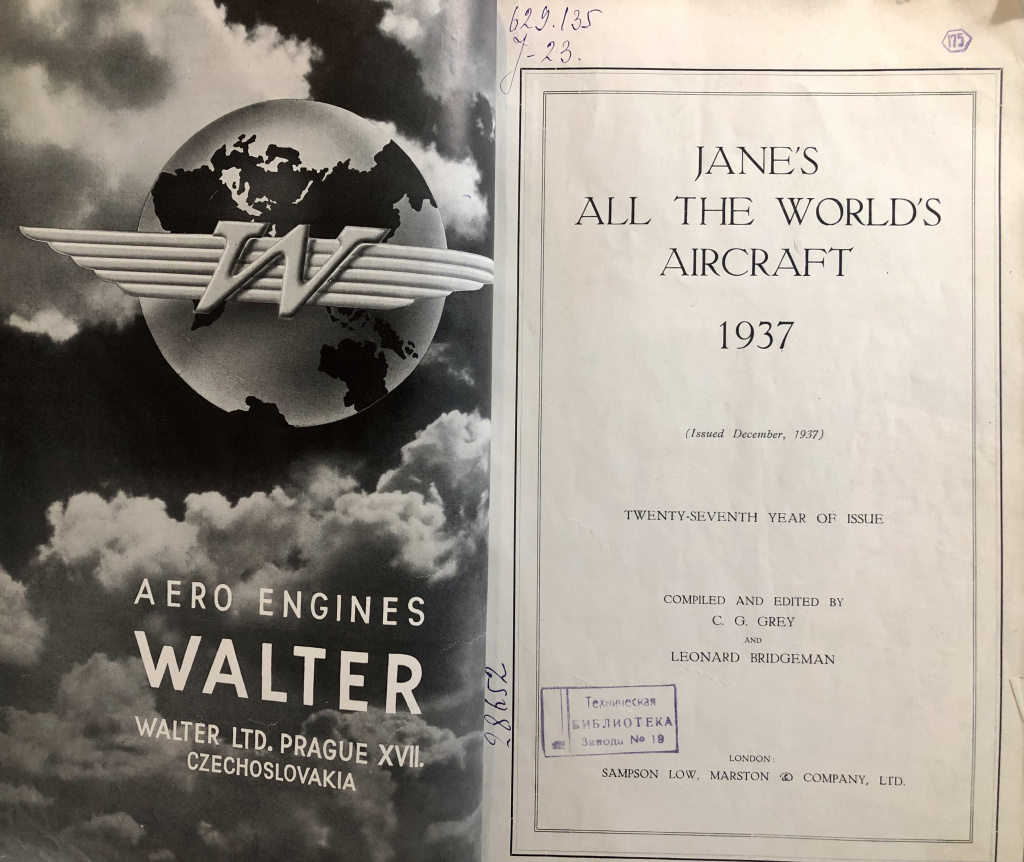 W
AERO ENGINES
WALTER
WALTER LTD. PRAGUE XVII.
CZECHOSLOVAKIA
629.135
J-23.
175
JANE'S
ALL THE WORLD'S
AIRCRAFT
1937
(Issued December, 1937)
TWENTY-SEVENTH YEAR OF ISSUE
COMPILED AND EDITED BY
C. G. GREY
AND
LEONARD BRIDGEMAN
28652
Техническая
БИБЛИОТЕКА
Завода № 19
LONDON:
SAMPSON LOW, MARSTON & COMPANY, LTD.